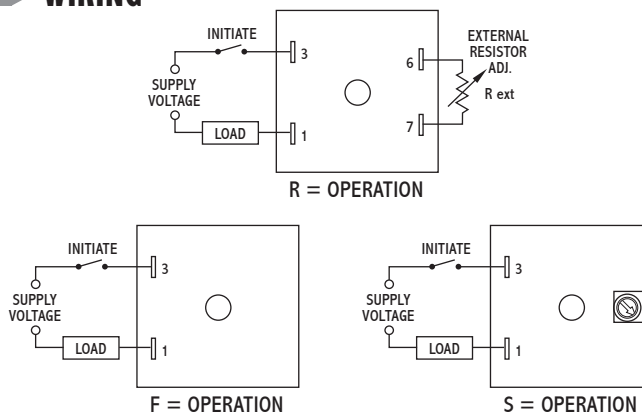 WIRING
INITIATE
3
SUPPLY
VOLTAGE
LOAD
1
6
7
EXTERNAL
RESISTOR
ADJ.
R ext
R = OPERATION
INITIATE
3
SUPPLY
VOLTAGE
LOAD
1
F = OPERATION
INITIATE
3
SUPPLY
VOLTAGE
LOAD
1
S = OPERATION